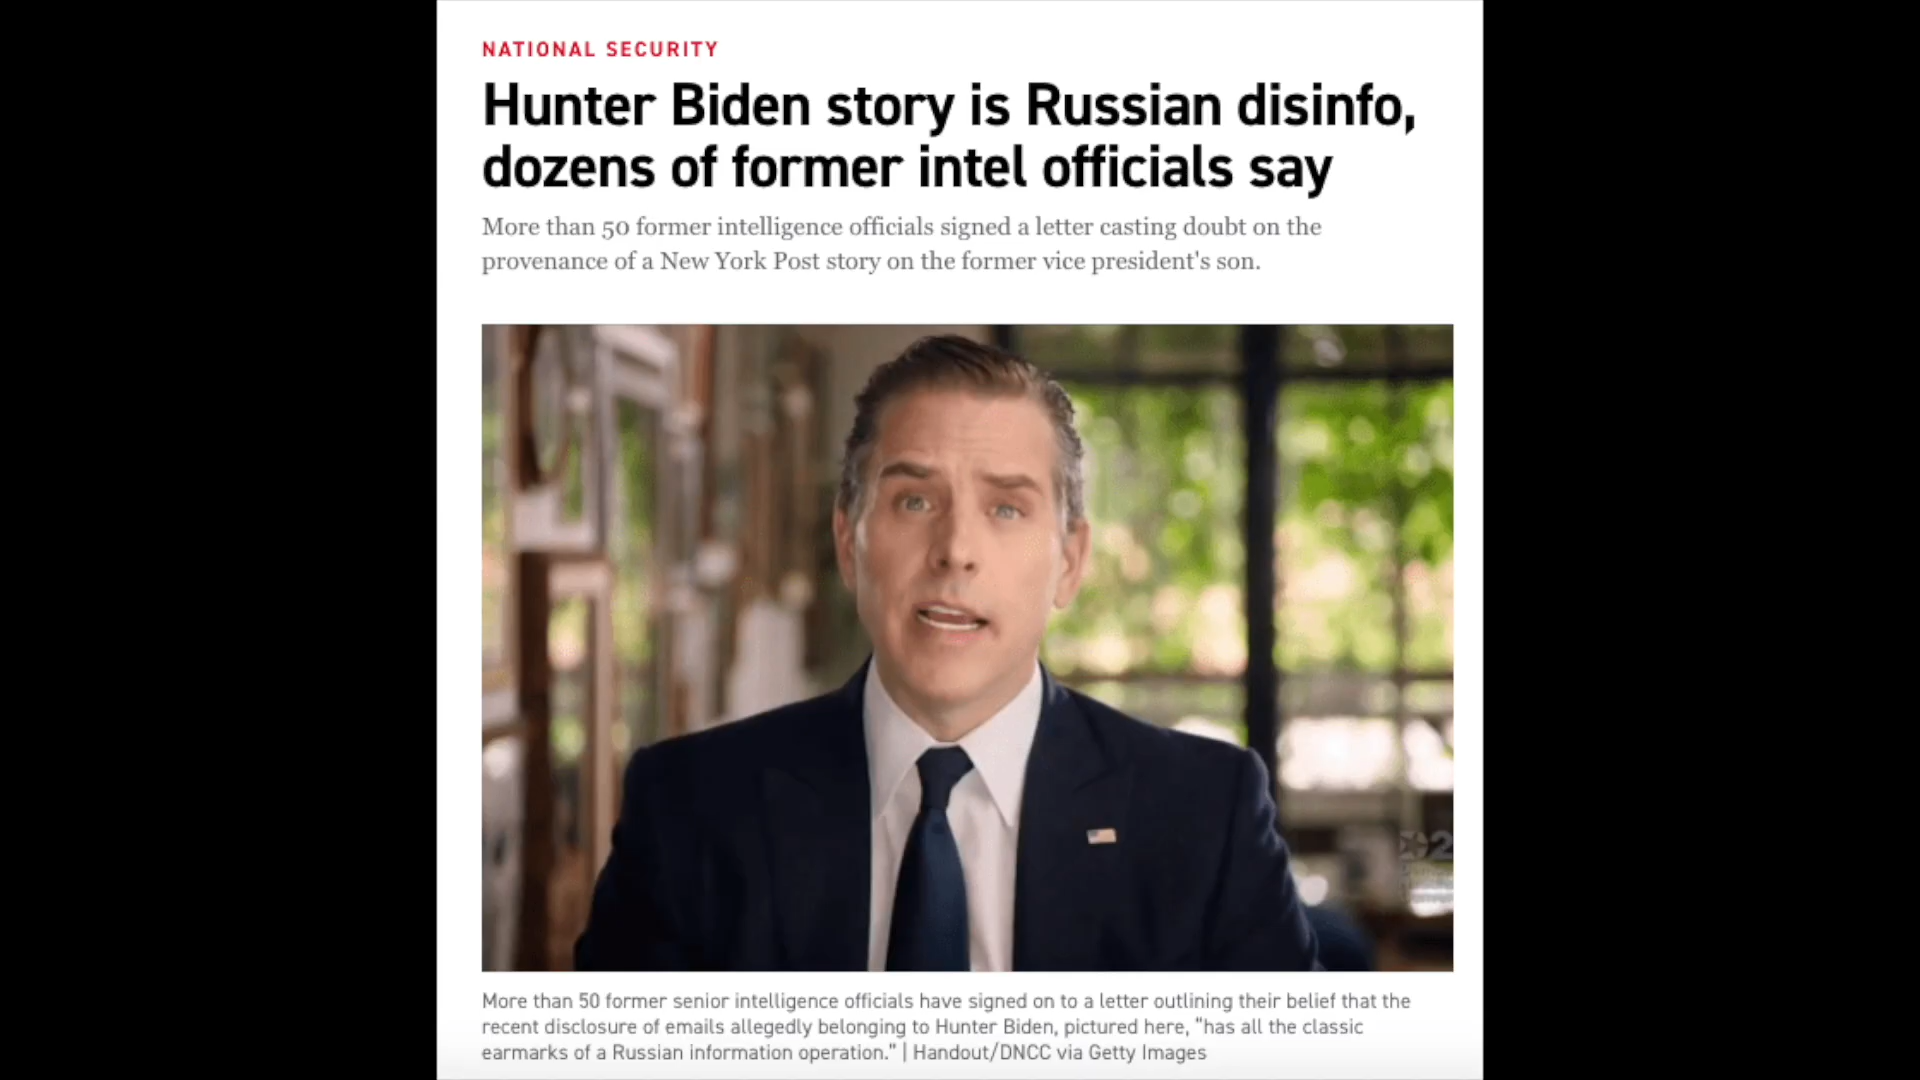 NATIONAL SECURITY
Hunter Biden story is Russian disinfo,
dozens of former intel officials say
More than 50 former intelligence officials signed a letter casting doubt on the
provenance of a New York Post story on the former vice president's son.
2
More than 50 former senior intelligence officials have signed on to a letter outlining their belief that the
recent disclosure of emails allegedly belonging to Hunter Biden, pictured here, “has all the classic
earmarks of a Russian information operation.” | Handout/DNCC via Getty Images